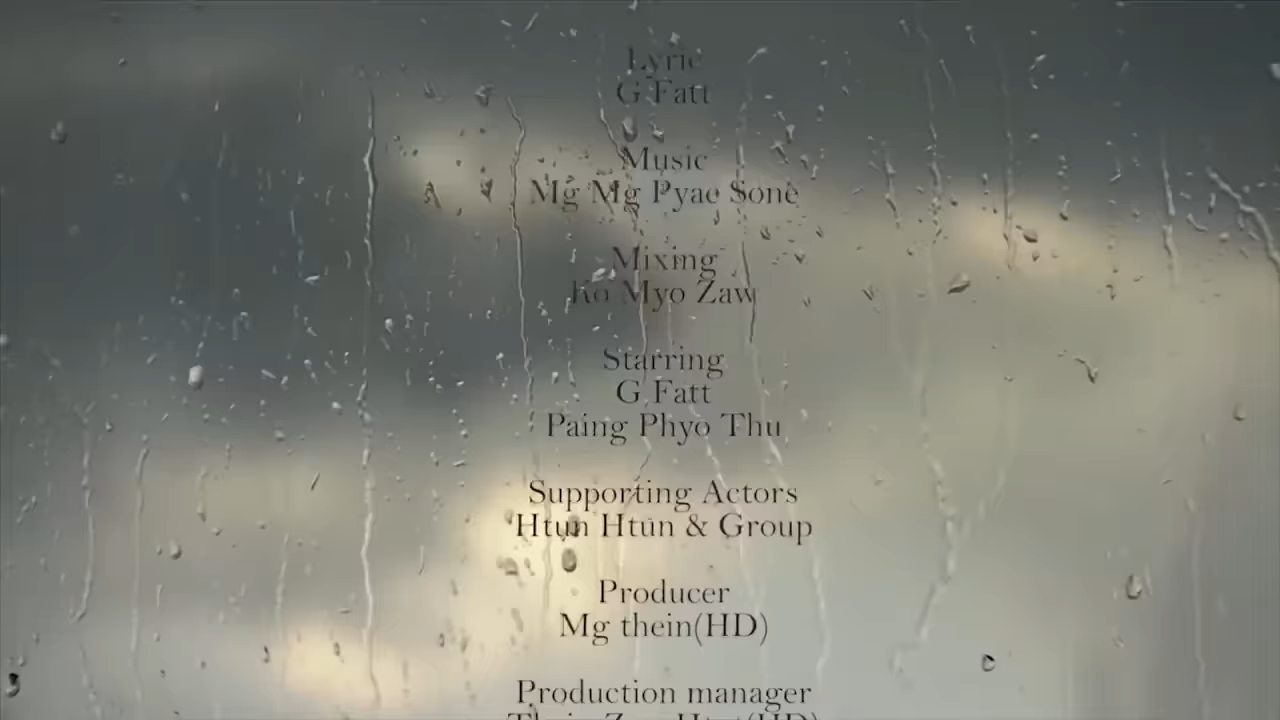 Lyric
G Fatt
Music
Mg Mg Pyae Sone
Mixing
Ko Myo Zaw
Starring
G Fatt
Paing Phyo Thu
Supporting Actors
Htun Htun & Group
Producer
Mg thein(HD)
Production manager